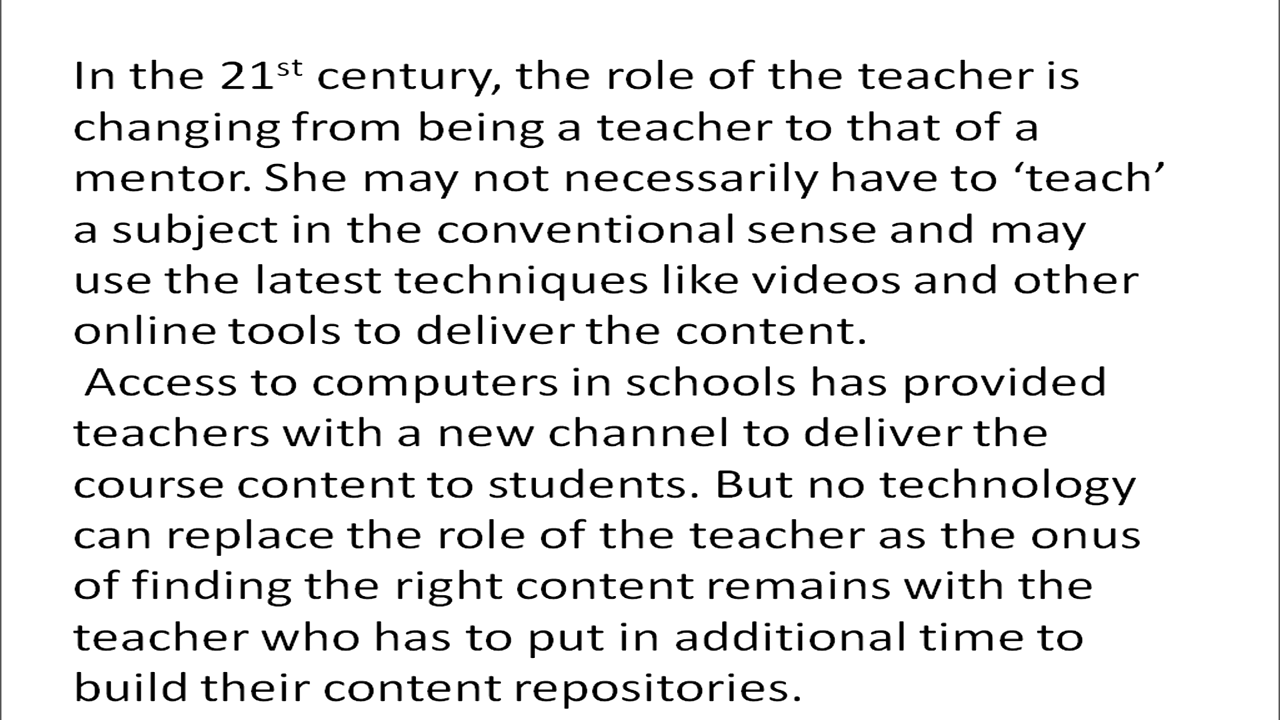 In the 21st century, the role of the teacher is
changing from being a teacher to that of a
mentor. She may not necessarily have to ‘teach’
a subject in the conventional sense and may
use the latest techniques like videos and other
online tools to deliver the content.
Access to computers in schools has provided
teachers with a new channel to deliver the
course content to students. But no technology
can replace the role of the teacher as the onus
of finding the right content remains with the
teacher who has to put in additional time to
build their content repositories.